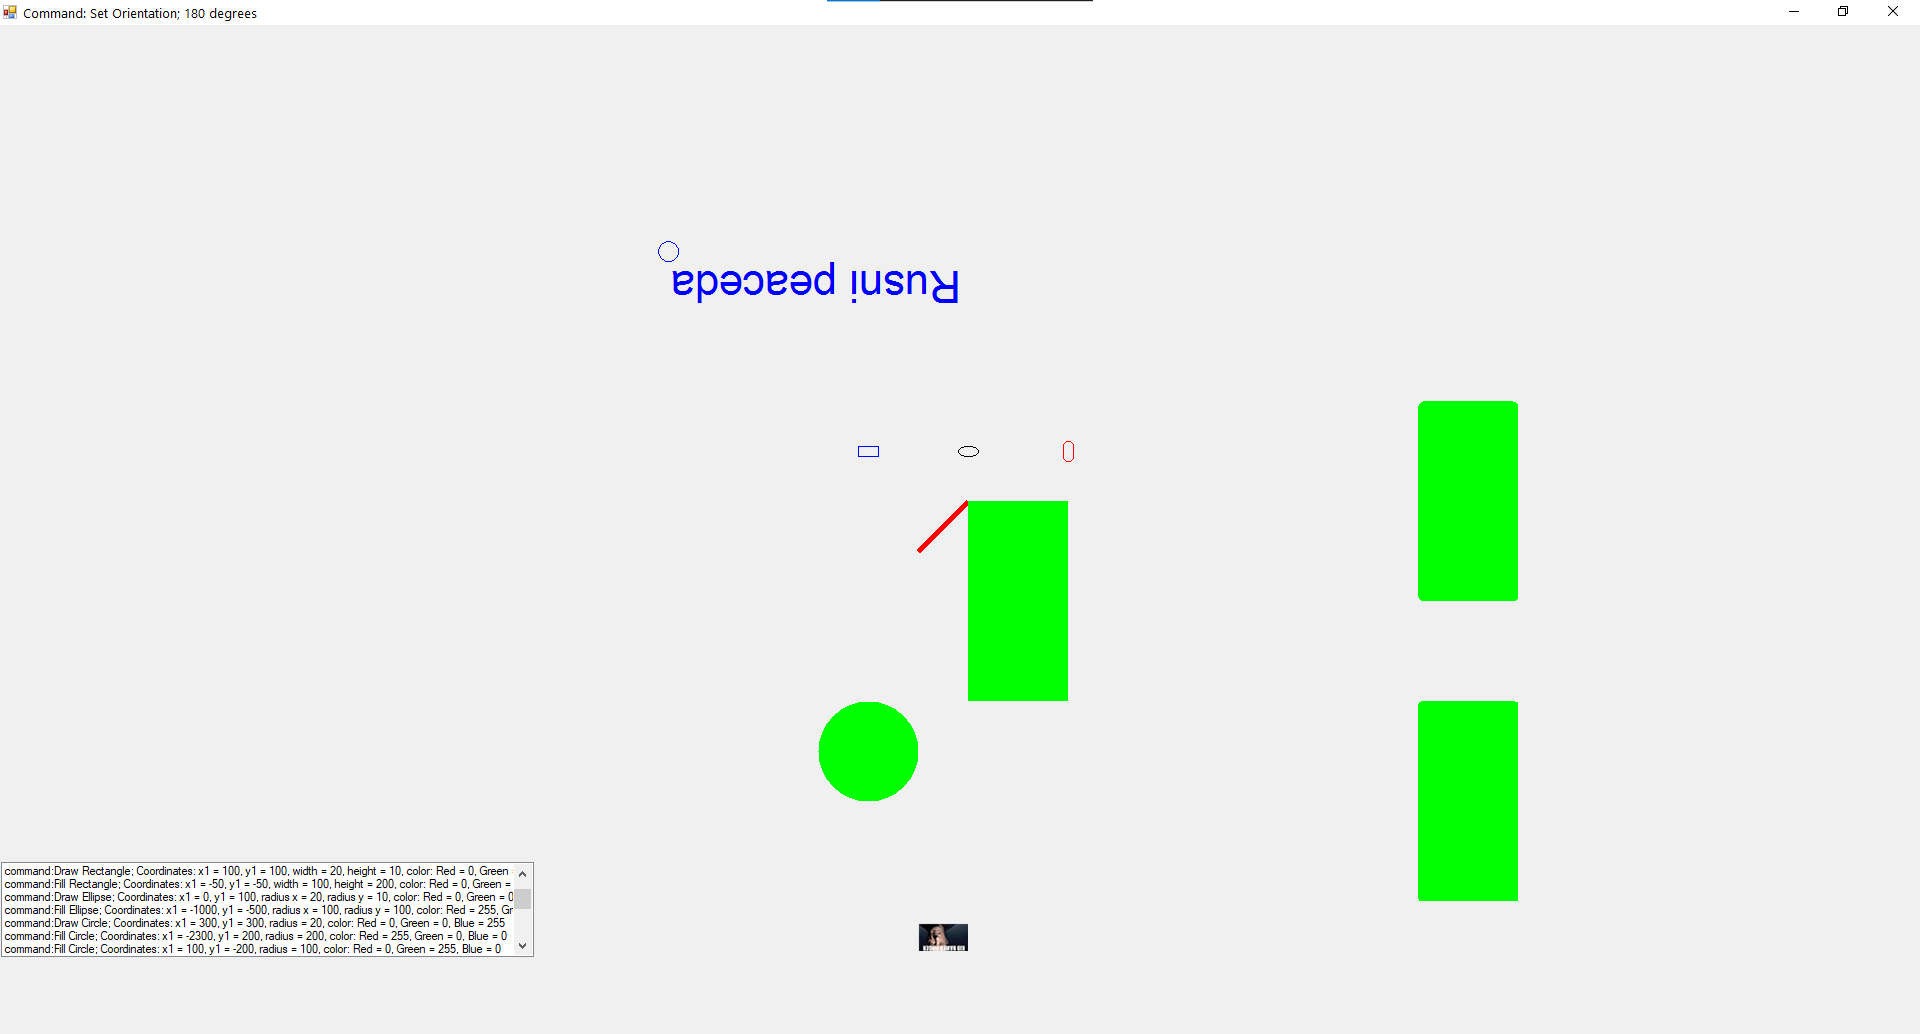 Command: Set Orientation; 180 degrees
Rusni peaceda
command:Draw Rectangle; Coordinates: x1 = 100, y1 = 100, width = 20, height = 10, color: Red = 0, Green
command:Fill Rectangle; Coordinates: x1 = -50, y1 = -50, width = 100, height = 200, color: Red = 0, Green =
command:Draw Ellipse; Coordinates: x1 = 0, y1 = 100, radius x = 20, radius y = 10, color: Red = 0, Green = 0
command:Fill Ellipse; Coordinates: x1 = -1000, y1 = -500, radius x = 100, radius y = 100, color: Red = 255, Gr
command:Draw Circle; Coordinates: x1 = 300, y1 = 300, radius = 20, color: Red = 0, Green = 0, Blue = 255
command:Fill Circle; Coordinates: x1 = -2300, y1 = 200, radius = 200, color: Red = 255, Green = 0, Blue = 0
command:Fill Circle; Coordinates: x1 = 100, y1 = -200, radius = 100, color: Red = 0, Green = 255, Blue = 0